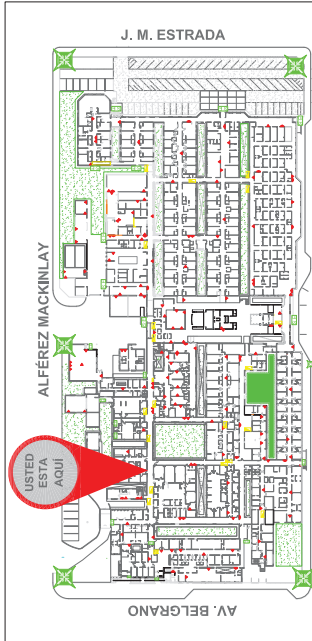 J. M. ESTRADA
ALFÉREZ MACKINLAY
USTED
ESTA
AQUÍ
AV. BELGRANO